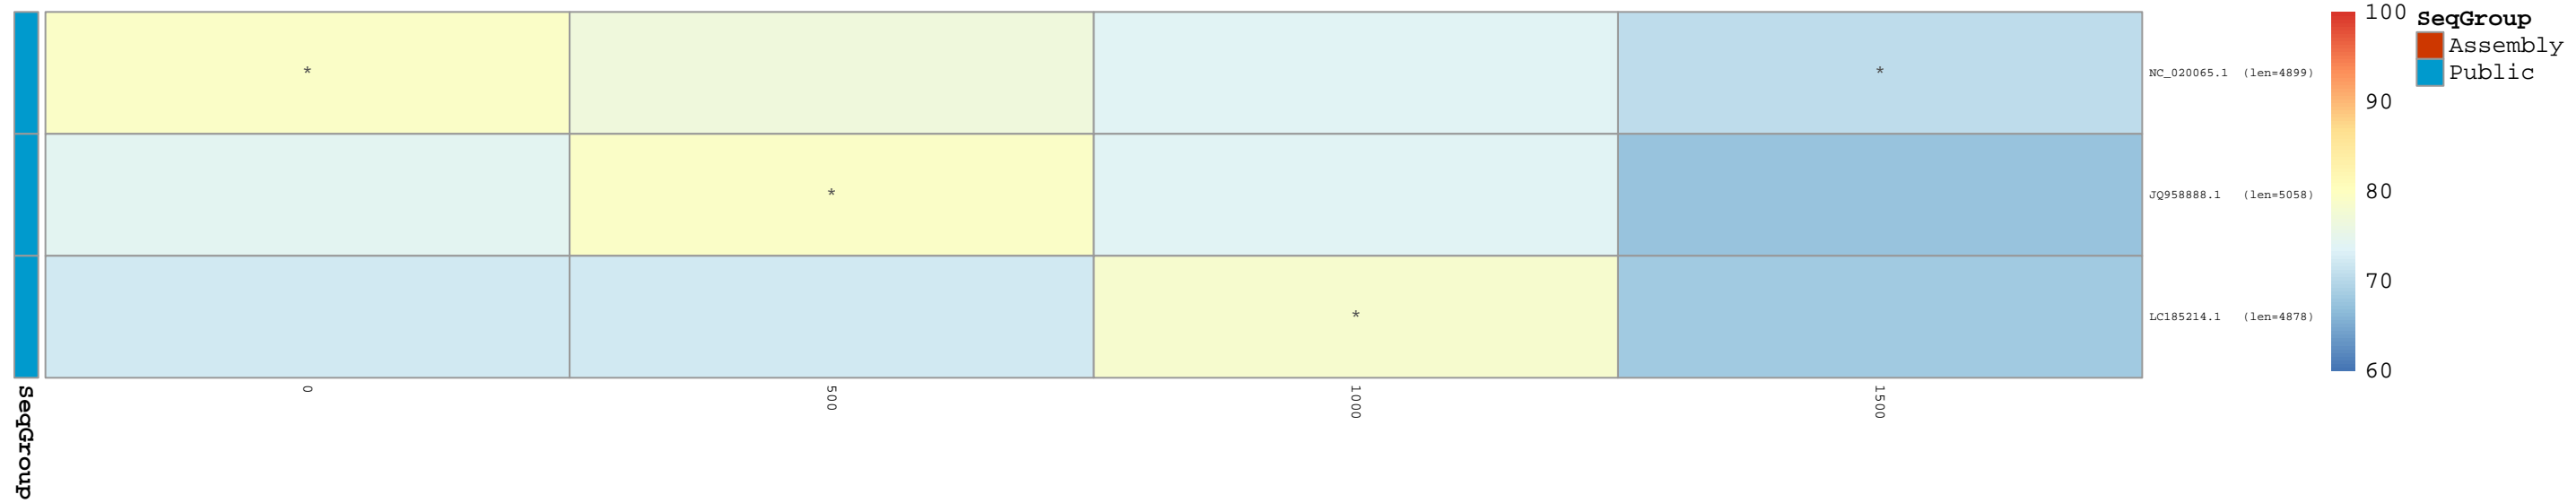 *
*
NC_020065.1 (len=4899)
*
JQ958888.1 (len=5058)
*
LC185214.1 (len=4878)
0
500
1000
1500
SeqGroup
100
90
80
70
60
SeqGroup
Assembly
Public